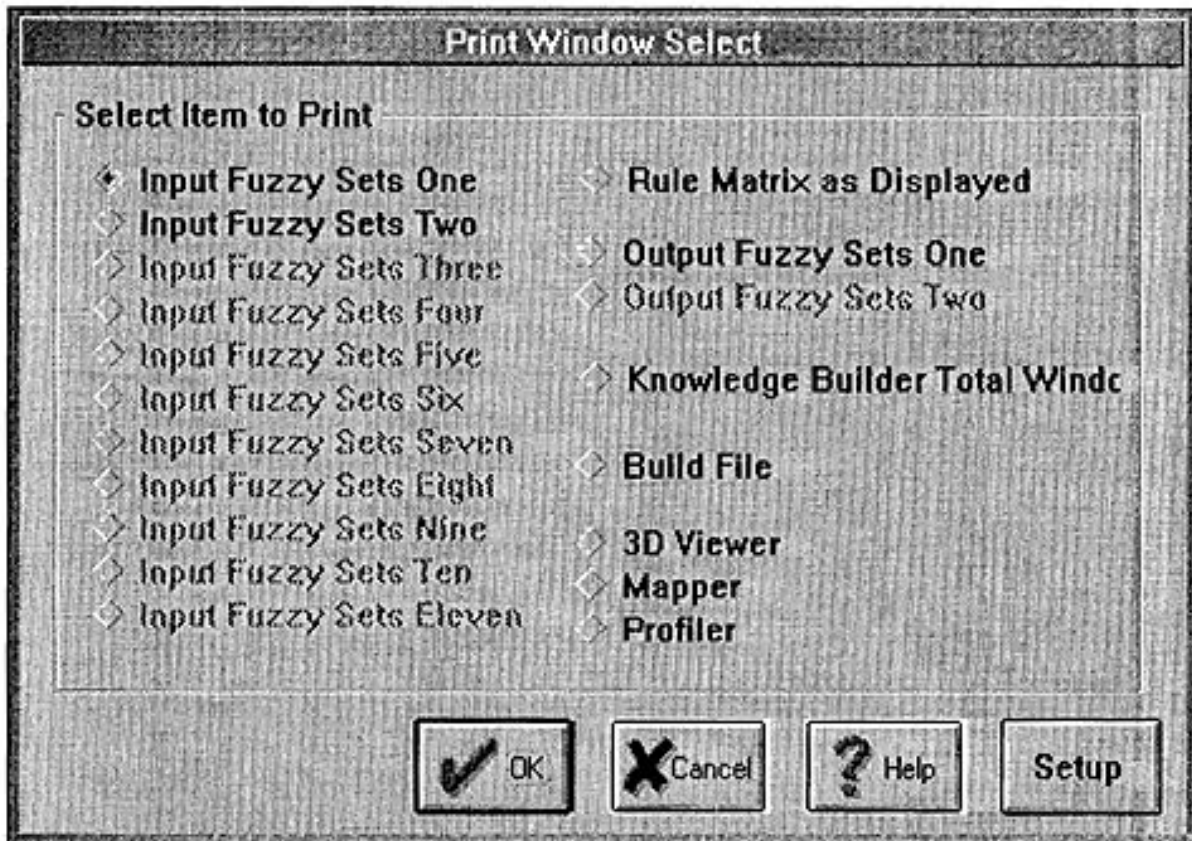 Print Window Select
Select Item to Print
Input Fuzzy Sets One
Input Fuzzy Sets Two
Input Fuzzy Sets Three
Input Fuzzy Sets Four
Input Fuzzy Sets Five
Input Fuzzy Sets Six
Input Fuzzy Sets Seven
Input Fuzzy Sets Eight
Input Fuzzy Sets Nine
Input Fuzzy Sets Ten
Input Fuzzy Sets Eleven
Rule Matrix as Displayed
Output Fuzzy Sets One
Output Fuzzy Sets Two
Knowledge Builder Total Windo
Build File
3D Viewer
Mapper
Profiler
OK
Cancel
? Help
Setup